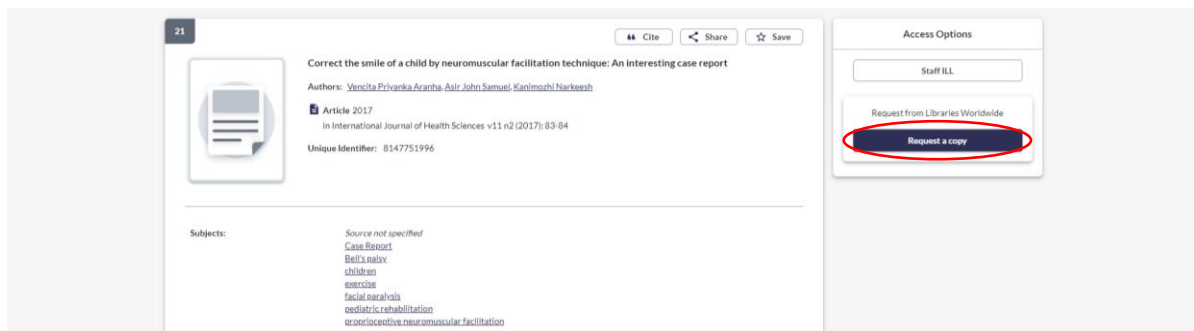 21
Cite
Share
Save
Correct the smile of a child by neuromuscular facilitation technique: An interesting case report
Authors: Vencita Priyanka Aranha, Asir John Samuel, Kanimozhi Narkeesh
Article 2017
in International Journal of Health Sciences v11 n2 (2017): 83-84
Unique Identifier: 8147751996
Subjects:
Source not specified
Case Report
Bell's palsy
children
exercise
facial paralysis
pediatric rehabilitation
proprioceptive neuromuscular facilitation
Access Options
Staff ILL
Request from Libraries Worldwide
Request a copy